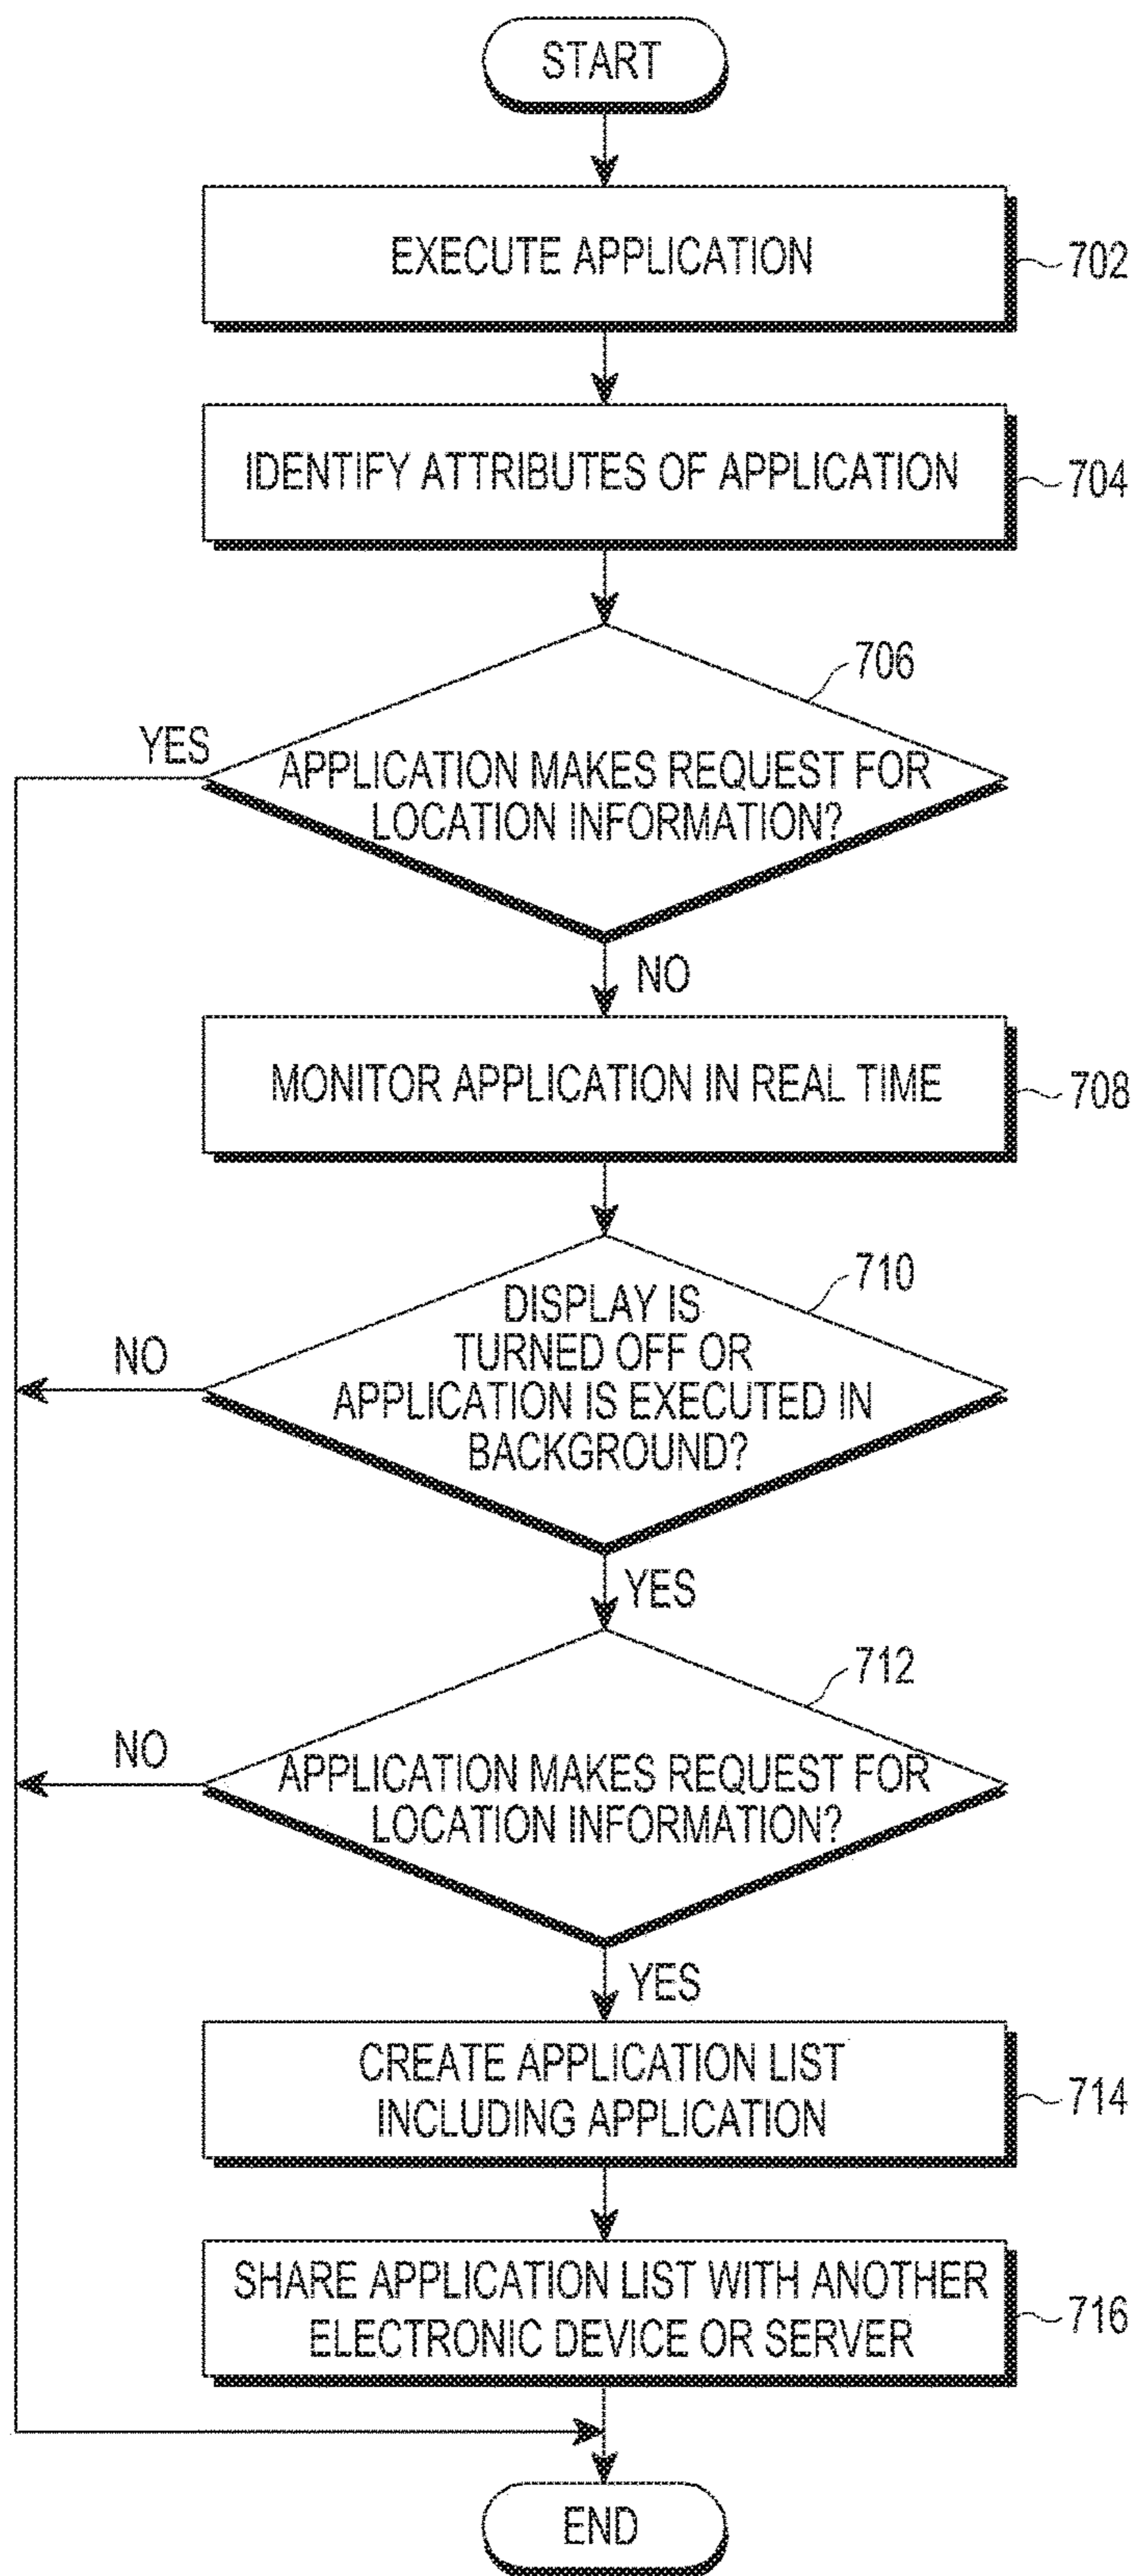 START
EXECUTE APPLICATION
702
IDENTIFY ATTRIBUTES OF APPLICATION
704
706
YES
APPLICATION MAKES REQUEST FOR
LOCATION INFORMATION?
NO
MONITOR APPLICATION IN REAL TIME
708
710
DISPLAY IS
TURNED OFF OR
APPLICATION IS EXECUTED IN
BACKGROUND?
NO
YES
712
NO
APPLICATION MAKES REQUEST FOR
LOCATION INFORMATION?
YES
CREATE APPLICATION LIST
INCLUDING APPLICATION
714
SHARE APPLICATION LIST WITH ANOTHER
ELECTRONIC DEVICE OR SERVER
716
END